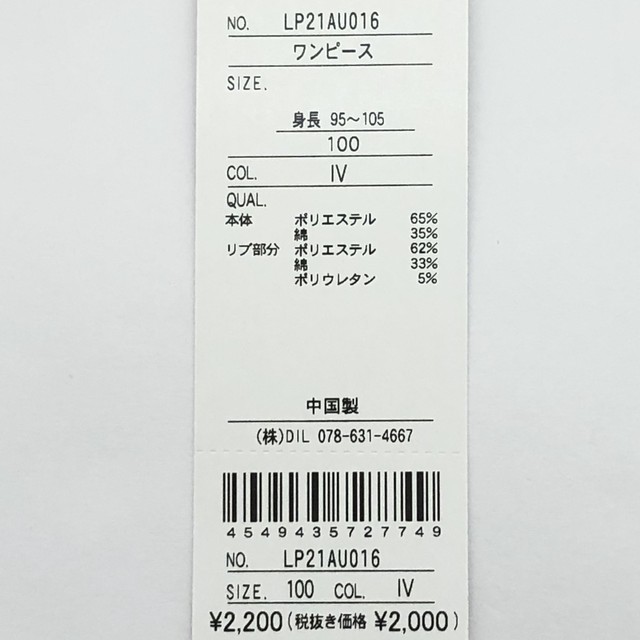 NO. LP21AU016
ワンピース
SIZE.
身長 95～105
100
COL. IV
QUAL.
本体 ポリエステル 65%
綿 35%
リブ部分 ポリエステル 62%
綿 33%
ポリウレタン 5%
中国製
(株)DIL 078-631-4667
4549435727749
NO. LP21AU016
SIZE. 100 COL. IV
¥2,200(税抜き価格 ¥2,000)